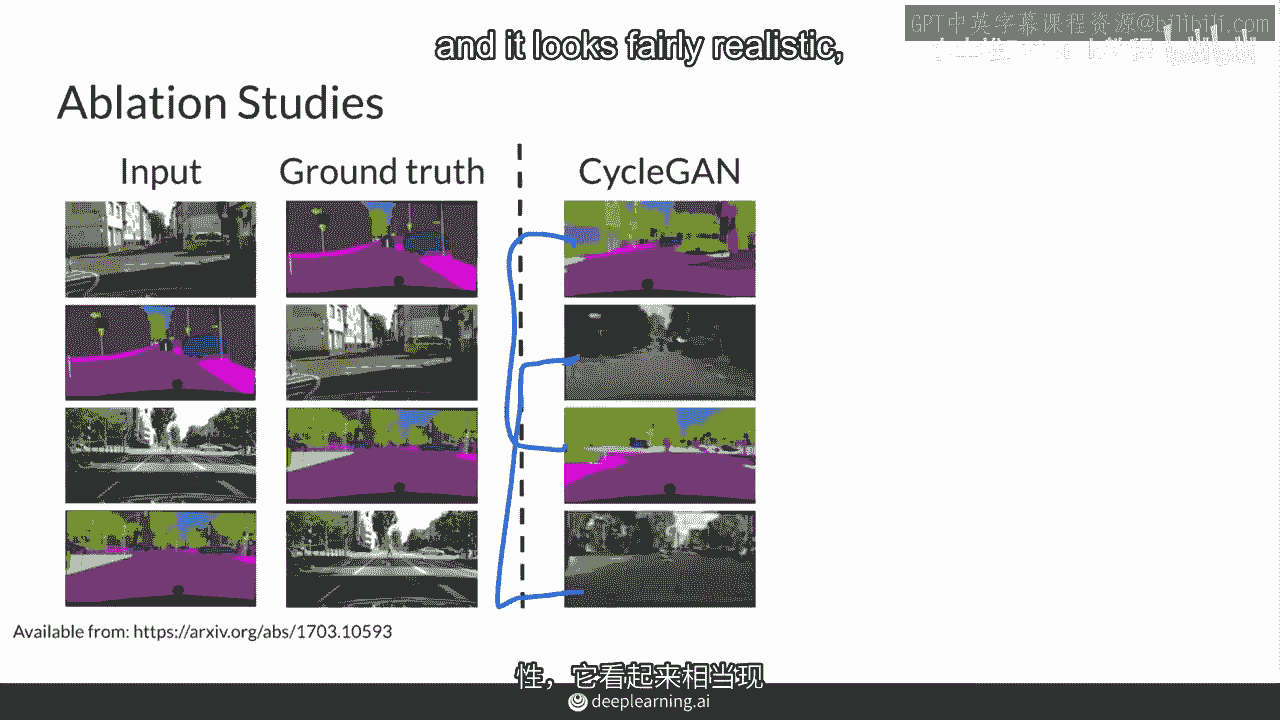 GPT中英字幕课程资源@bilibili.com
and it looks fairly realistic,
Ablation Studies
Input Ground truth CycleGAN
Available from: https://arxiv.org/abs/1703.10593
性，它看起来相当现
deeplearning.ai